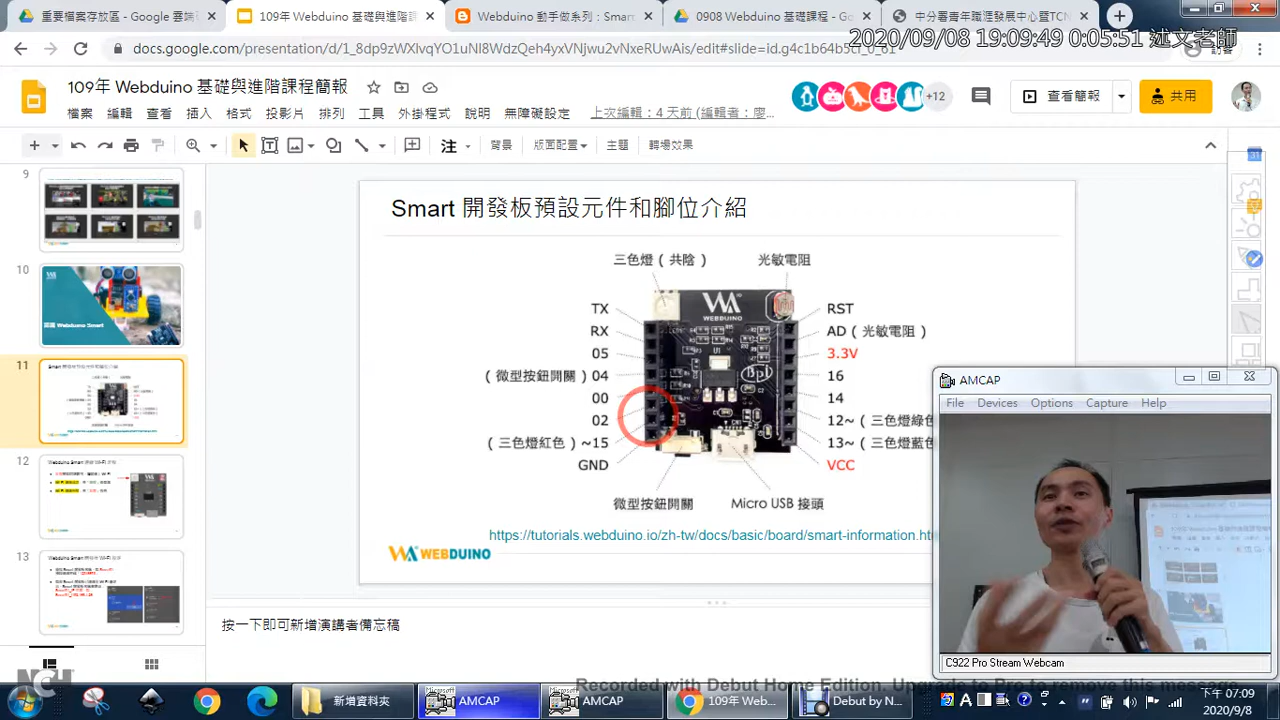 重要檔案存放區 - Google 雲端
109年 Webduino 基礎與進階
Webduino 動手做系列：Smar
0908 Webduino 基礎課程 - Go
中分署青年職涯發展中心暨TCN
docs.google.com/presentation/d/1_8dp9zWXlvqYO1uNI8WdzQeh4yxVNjwu2vNxeRUwAis/edit#slide=id.g4c1b64b5cf_0_61
2020/09/08 19:09:49 0:05:51 述文老師
訪客
109年 Webduino 基礎與進階課程簡報
+12
查看簡報
共用
檔案 編輯 查看 插入 格式 投影片 排列 工具 外掛程式 說明 無障礙設定 上次編輯：4 天前 (編輯者：廖...
注 背景 版面配置 主題 轉場效果
9
10
認識 Webduino Smart
11
12
13
Smart 開發板預設元件和腳位介紹
三色燈 ( 共陰 ) 光敏電阻
WEBDUINO
TX RST
RX AD ( 光敏電阻 )
05 3.3V
( 微型按鈕開關 ) 04 16
00 14
02 12~ ( 三色燈綠色
( 三色燈紅色 ) ~15 13~ ( 三色燈藍色
GND VCC
微型按鈕開關 Micro USB 接頭
https://tutorials.webduino.io/zh-tw/docs/basic/board/smart-information.ht
WEBDUINO
按一下即可新增演講者備忘稿
AMCAP
File Devices Options Capture Help
C922 Pro Stream Webcam
NCH
Recorded with Debut Home Edition. Upgrade to Pro to remove this message
新增資料夾
AMCAP
AMCAP
109年 We...
Debut by N...
下午 07:09
2020/9/8